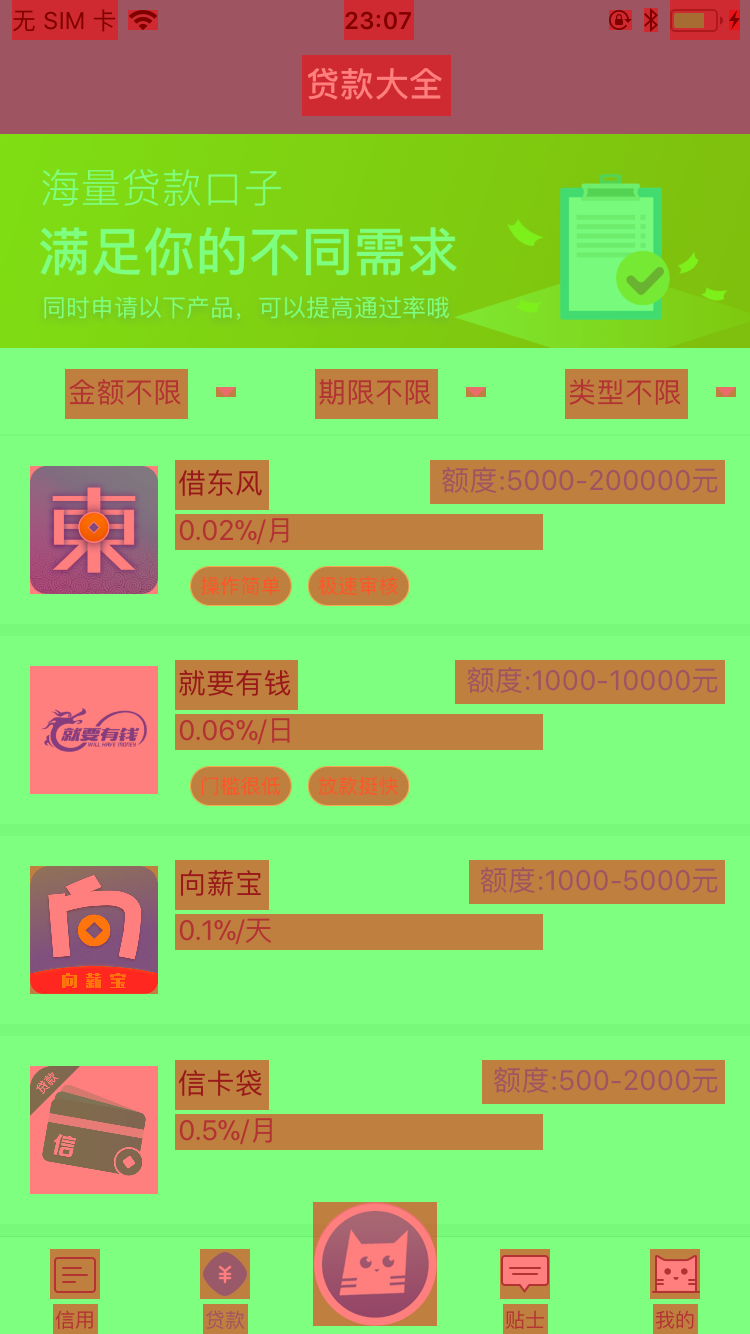 无 SIM 卡 23:07
贷款大全
海量贷款口子
满足你的不同需求
同时申请以下产品，可以提高通过率哦
金额不限 期限不限 类型不限
東
借东风 额度:5000-200000元
0.02%/月
操作简单 极速审核
就要有钱
WILL HAVE MONEY
就要有钱 额度:1000-10000元
0.06%/日
门槛很低 放款挺快
向
向薪宝
向薪宝 额度:1000-5000元
0.1%/天
贷款
信
信卡袋 额度:500-2000元
0.5%/月
¥
信用 贷款 贴士 我的